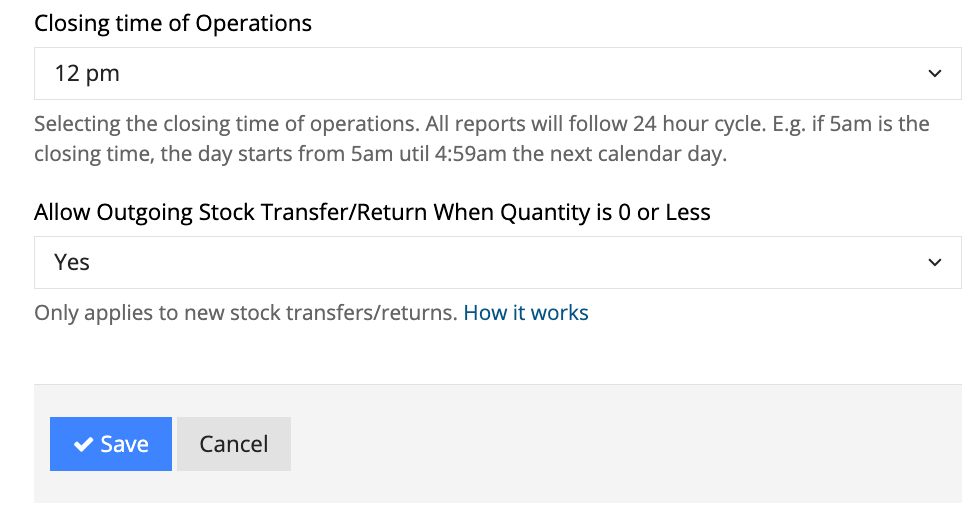 Closing time of Operations
12 pm
Selecting the closing time of operations. All reports will follow 24 hour cycle. E.g. if 5am is the
closing time, the day starts from 5am util 4:59am the next calendar day.
Allow Outgoing Stock Transfer/Return When Quantity is 0 or Less
Yes
Only applies to new stock transfers/returns. How it works
Save Cancel